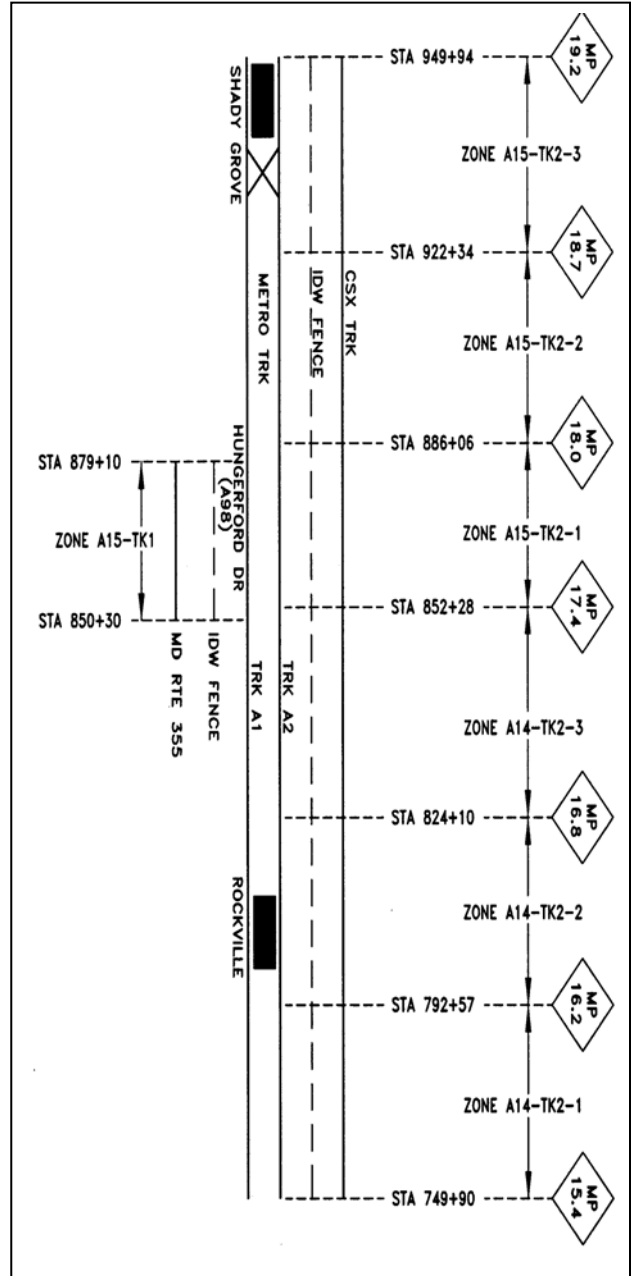 MP
19.2
STA 949+94
ZONE A15-TK2-3
MP
18.7
STA 922+34
ZONE A15-TK2-2
MP
18.0
STA 886+06
ZONE A15-TK2-1
MP
17.4
STA 852+28
ZONE A14-TK2-3
MP
16.8
STA 824+10
ZONE A14-TK2-2
MP
16.2
STA 792+57
ZONE A14-TK2-1
MP
15.4
STA 749+90
CSX TRK
IDW FENCE
METRO TRK
SHADY GROVE
HUNGERFORD DR
(A98)
TRK A2
TRK A1
ROCKVILLE
STA 879+10
ZONE A15-TK1
STA 850+30
IDW FENCE
MD RTE 355